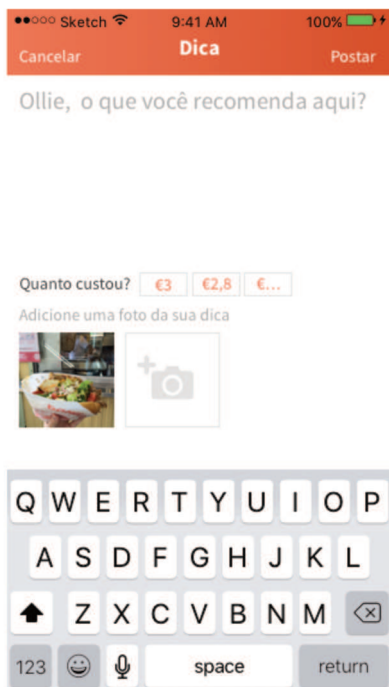 Sketch 9:41 AM 100%
Cancelar Dica Postar
Ollie, o que você recomenda aqui?
Quanto custou? €3 €2,8 €...
Adicione uma foto da sua dica
Q W E R T Y U I O P
A S D F G H J K L
Z X C V B N M
123 space return